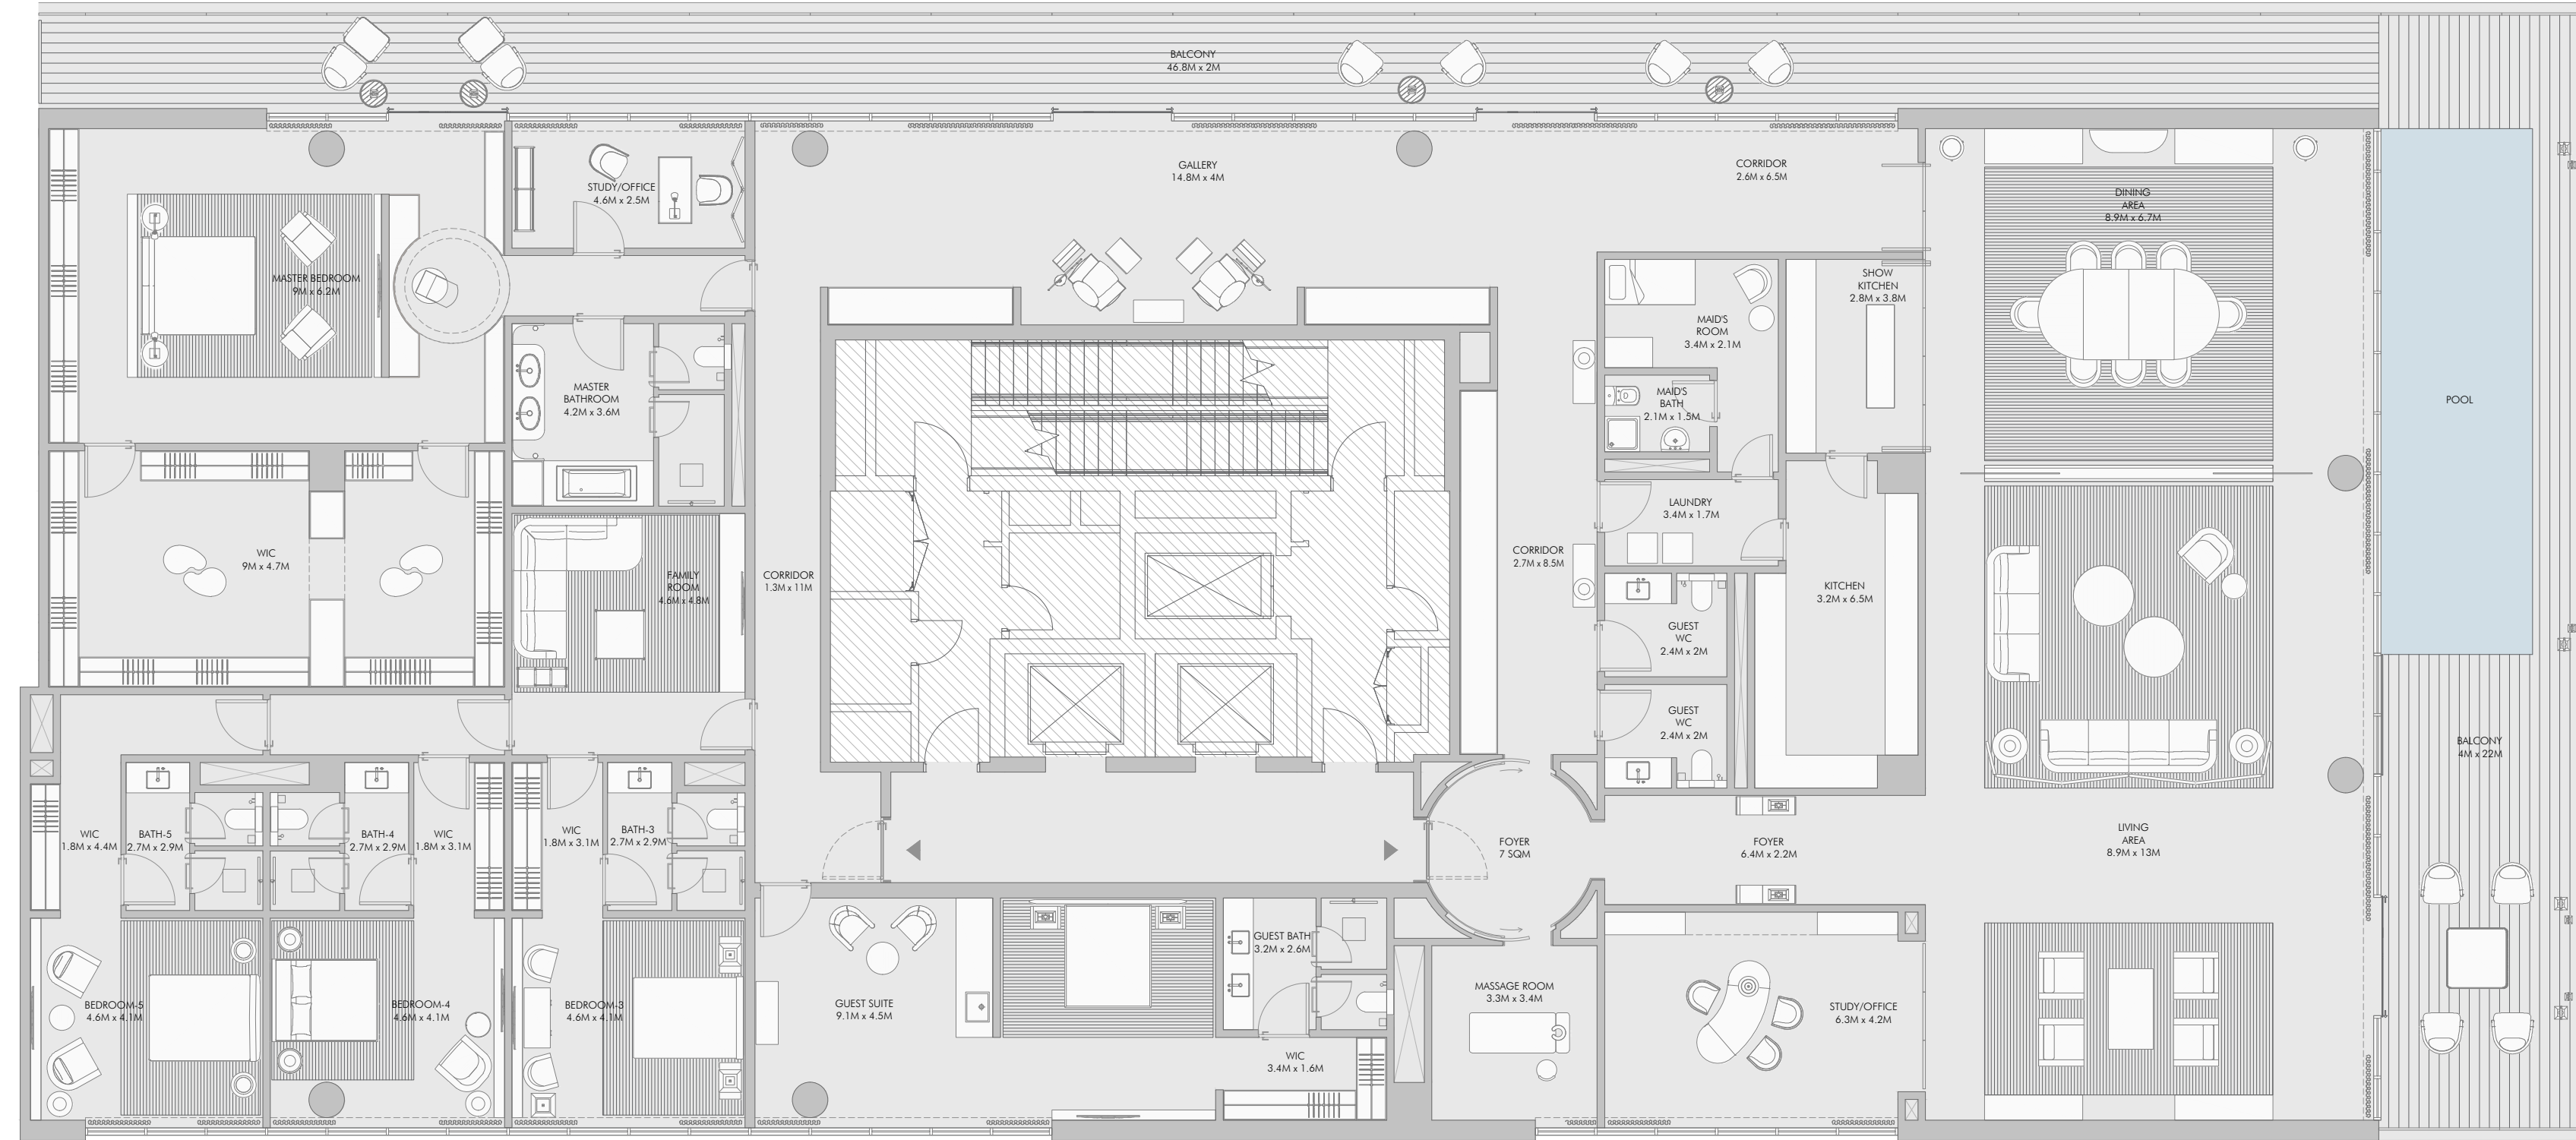 BALCONY
46.8M x 2M
GALLERY
14.8M x 4M
CORRIDOR
2.6M x 6.5M
STUDY/OFFICE
4.6M x 2.5M
DINING
AREA
8.9M x 6.7M
MASTER BEDROOM
9M x 6.2M
SHOW
KITCHEN
2.8M x 3.8M
MAID'S
ROOM
3.4M x 2.1M
MASTER
BATHROOM
4.2M x 3.6M
MAID'S
BATH
2.1M x 1.5M
POOL
LAUNDRY
3.4M x 1.7M
WIC
9M x 4.7M
FAMILY
ROOM
4.6M x 4.8M
CORRIDOR
1.3M x 11M
CORRIDOR
2.7M x 8.5M
KITCHEN
3.2M x 6.5M
GUEST
WC
2.4M x 2M
GUEST
WC
2.4M x 2M
BALCONY
4M x 22M
WIC
1.8M x 4.4M
BATH-5
2.7M x 2.9M
BATH-4
2.7M x 2.9M
WIC
1.8M x 3.1M
WIC
1.8M x 3.1M
BATH-3
2.7M x 2.9M
FOYER
7 SQM
FOYER
6.4M x 2.2M
LIVING
AREA
8.9M x 13M
GUEST BATH
3.2M x 2.6M
BEDROOM-5
4.6M x 4.1M
BEDROOM-4
4.6M x 4.1M
BEDROOM-3
4.6M x 4.1M
GUEST SUITE
9.1M x 4.5M
MASSAGE ROOM
3.3M x 3.4M
STUDY/OFFICE
6.3M x 4.2M
WIC
3.4M x 1.6M